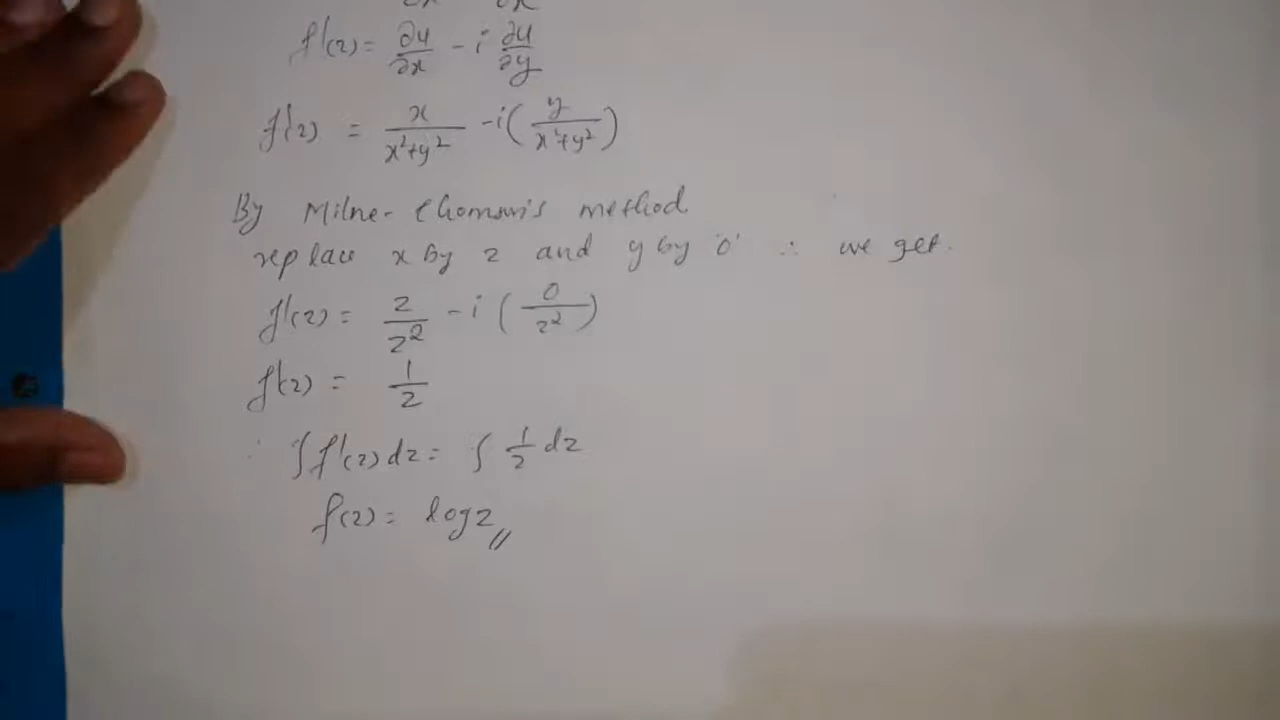 ∂x ∂x
f'(z) = ∂u/∂x - i ∂u/∂y
f'(z) = x/(x²+y²) - i(y/(x²+y²))
By Milne-Thomson's method
replace x by z and y by '0' ∴ we get.
f'(z) = z/z² - i(0/z²)
f'(z) = 1/z
∴ ∫f'(z)dz = ∫ 1/z dz
f(z) = log z //